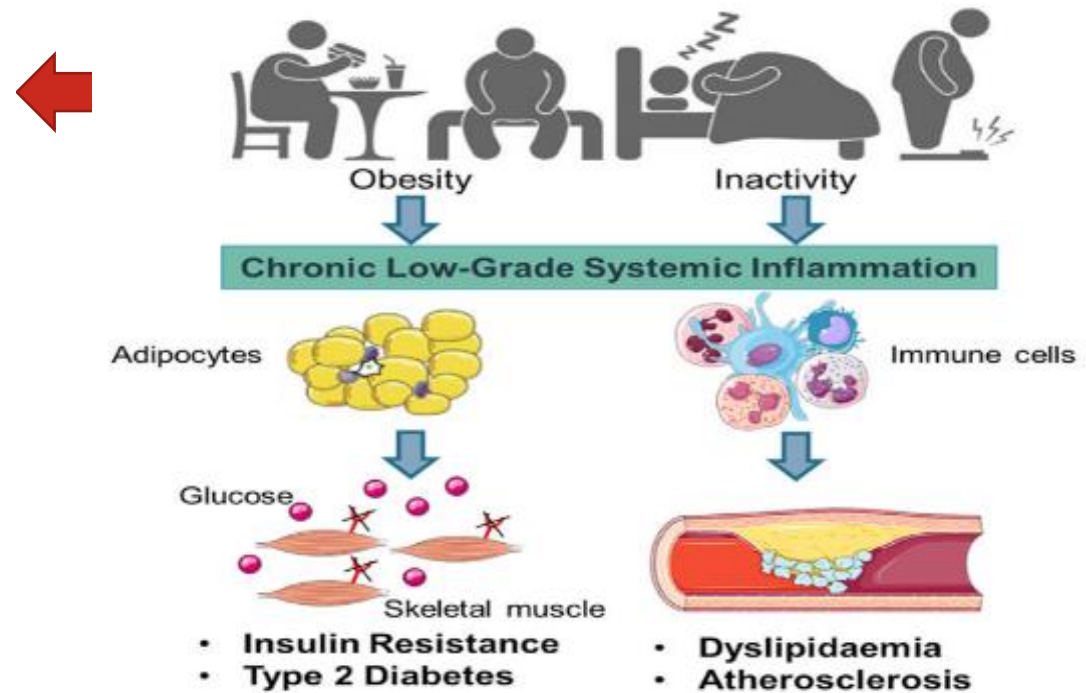 zzzz
Obesity
Inactivity
Chronic Low-Grade Systemic Inflammation
Adipocytes
Immune cells
Glucose
Skeletal muscle
• Insulin Resistance
• Type 2 Diabetes
• Dyslipidaemia
• Atherosclerosis